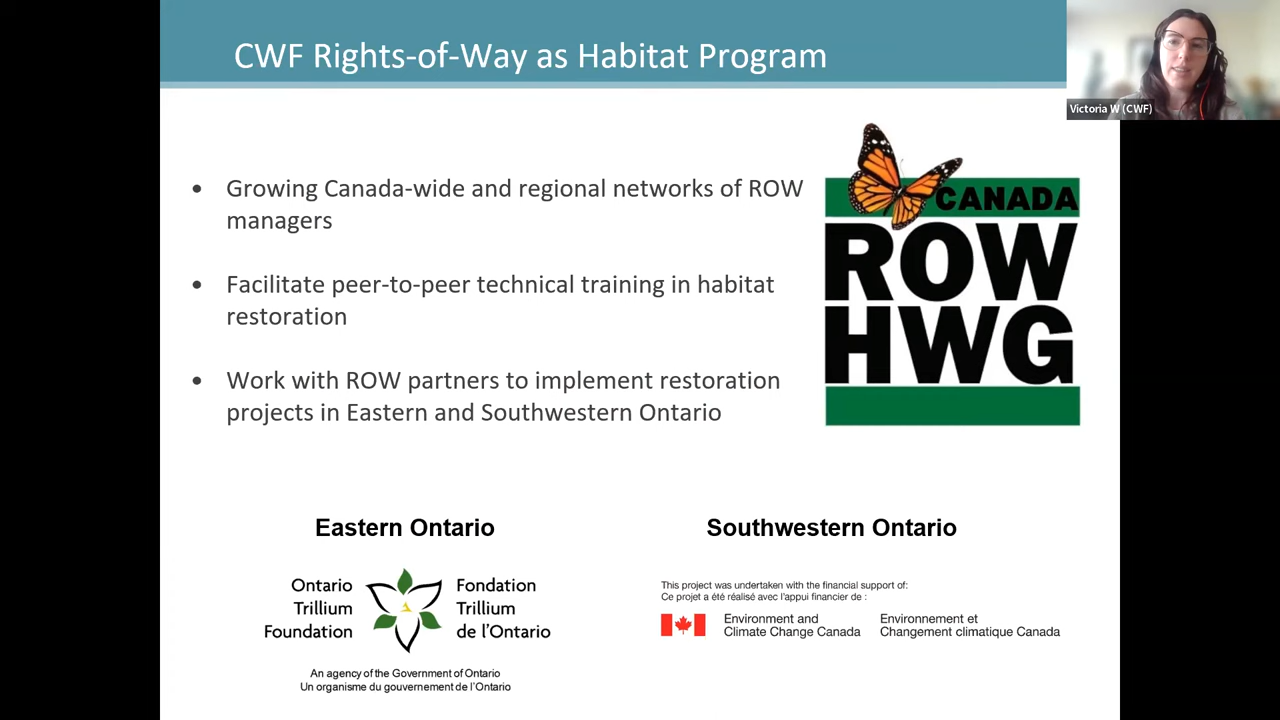 CWF Rights-of-Way as Habitat Program
Victoria W (CWF)
• Growing Canada-wide and regional networks of ROW
managers
• Facilitate peer-to-peer technical training in habitat
restoration
• Work with ROW partners to implement restoration
projects in Eastern and Southwestern Ontario
CANADA
ROW
HWG
Eastern Ontario
Ontario
Trillium
Foundation
Fondation
Trillium
de l'Ontario
An agency of the Government of Ontario
Un organisme du gouvernement de l'Ontario
Southwestern Ontario
This project was undertaken with the financial support of:
Ce projet a été réalisé avec l'appui financier de :
Environment and
Climate Change Canada
Environnement et
Changement climatique Canada